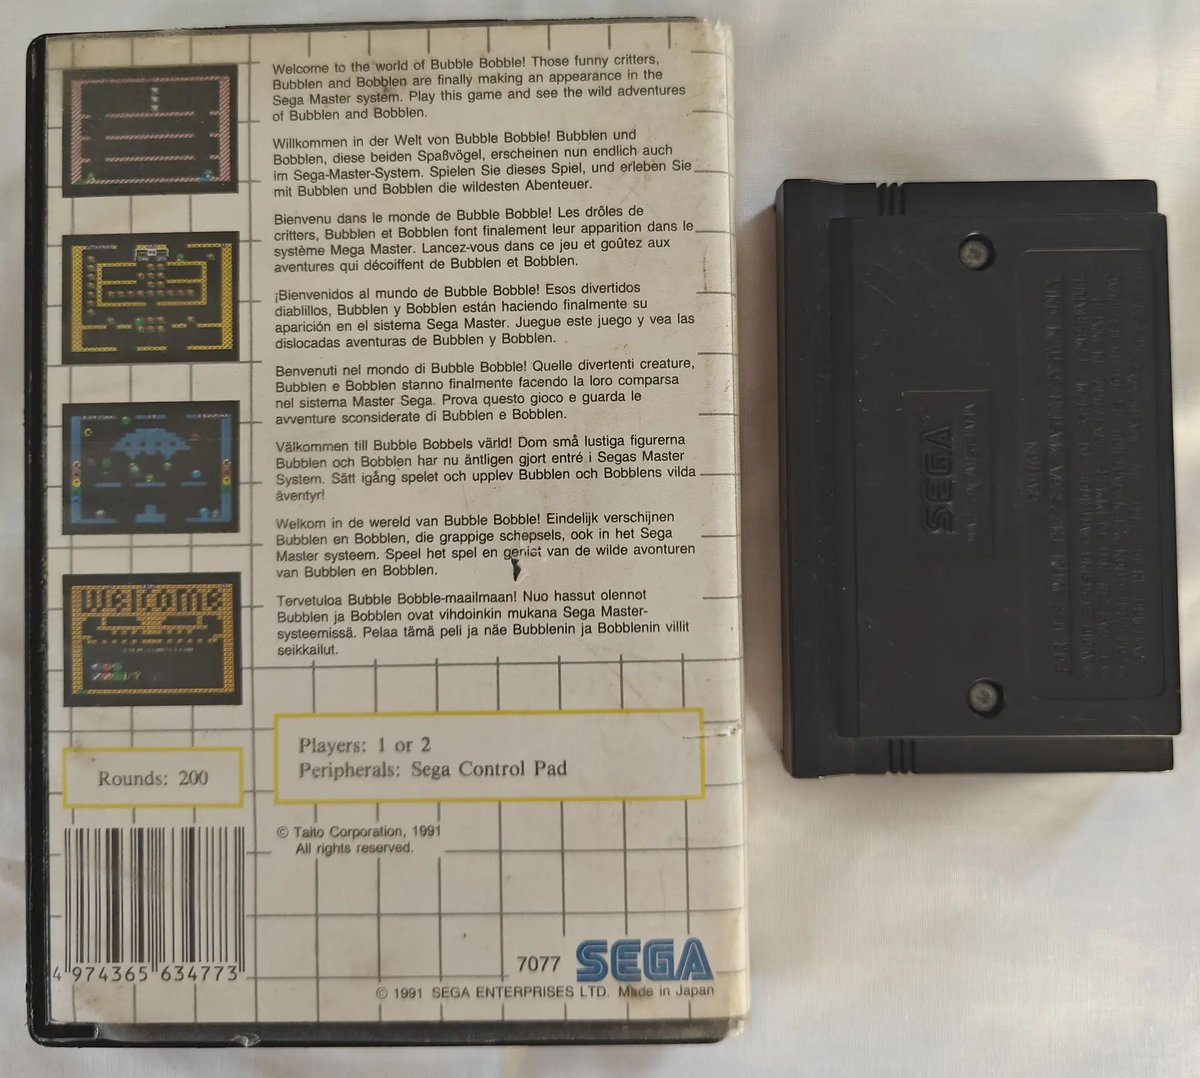 Welcome to the world of Bubble Bobble! Those funny critters,
Bubblen and Bobblen are finally making an appearance in the
Sega Master system. Play this game and see the wild adventures
of Bubblen and Bobblen.
Willkommen in der Welt von Bubble Bobble! Bubblen und
Bobblen, diese beiden Spaßvögel, erscheinen nun endlich auch
im Sega-Master-System. Spielen Sie dieses Spiel, und erleben Sie
mit Bubblen und Bobblen die wildesten Abenteuer.
Bienvenu dans le monde de Bubble Bobble! Les drôles de
critters, Bubblen et Bobblen font finalement leur apparition dans le
système Mega Master. Lancez-vous dans ce jeu et goûtez aux
aventures qui décoiffent de Bubblen et Bobblen.
¡Bienvenidos al mundo de Bubble Bobble! Esos divertidos
diablillos, Bubblen y Bobblen están haciendo finalmente su
aparición en el sistema Sega Master. Juegue este juego y vea las
dislocadas aventuras de Bubblen y Bobblen.
Benvenuti nel mondo di Bubble Bobble! Quelle divertenti creature,
Bubblen e Bobblen stanno finalmente facendo la loro comparsa
nel sistema Master Sega. Prova questo gioco e guarda le
avventure sconsiderate di Bubblen e Bobblen.
Välkommen till Bubble Bobbels värld! Dom små lustiga figurerna
Bubblen och Bobblen har nu äntligen gjort entré i Segas Master
System. Sätt igång spelet och upplev Bubblen och Bobblens vilda
äventyr!
Welkom in de wereld van Bubble Bobble! Eindelijk verschijnen
Bubblen en Bobblen, die grappige schepsels, ook in het Sega
Master systeem. Speel het spel en geniet van de wilde avonturen
van Bubblen en Bobblen.
Tervetuloa Bubble Bobble-maailmaan! Nuo hassut olennot
Bubblen ja Bobblen ovat vihdoinkin mukana Sega Master-
systeemissä. Pelaa tämä peli ja näe Bubblenin ja Bobblenin villit
seikkailut.
welcome
Rounds: 200
Players: 1 or 2
Peripherals: Sega Control Pad
© Taito Corporation, 1991
All rights reserved.
4 974365 634773
7077 SEGA
© 1991 SEGA ENTERPRISES LTD. Made in Japan
SEGA
CAUTION